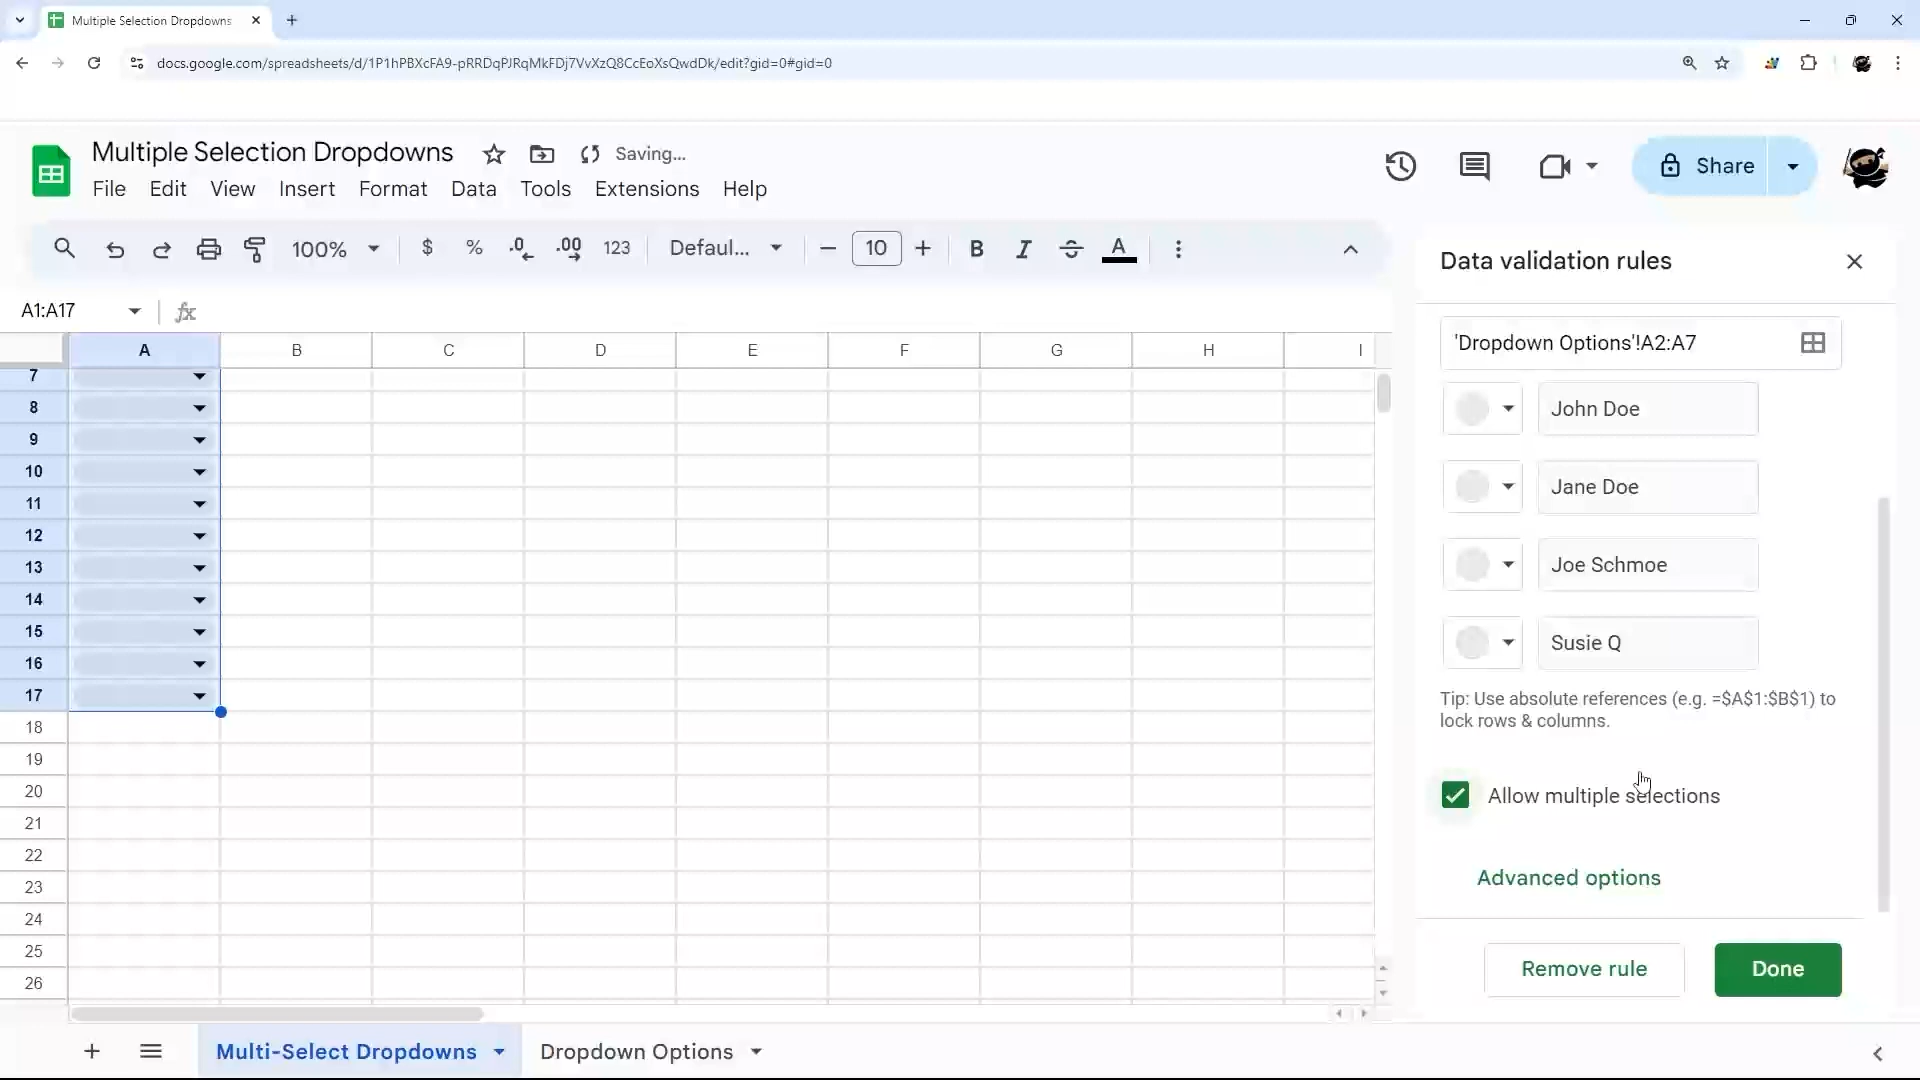 Multiple Selection Dropdowns
docs.google.com/spreadsheets/d/1P1hPBXcFA9-pRRDqPJRqMkFDj7VvXzQ8CcEoXsQwdDk/edit?gid=0#gid=0
Multiple Selection Dropdowns
Saving...
File Edit View Insert Format Data Tools Extensions Help
Share
100% $ % .0 .00 123 Defaul... 10 B I S A
Data validation rules
A1:A17 fx
A B C D E F G H I
'Dropdown Options'!A2:A7
7
8
9
10
11
12
13
14
15
16
17
18
19
20
21
22
23
24
25
26
John Doe
Jane Doe
Joe Schmoe
Susie Q
Tip: Use absolute references (e.g. =$A$1:$B$1) to
lock rows & columns.
Allow multiple selections
Advanced options
Remove rule Done
Multi-Select Dropdowns Dropdown Options